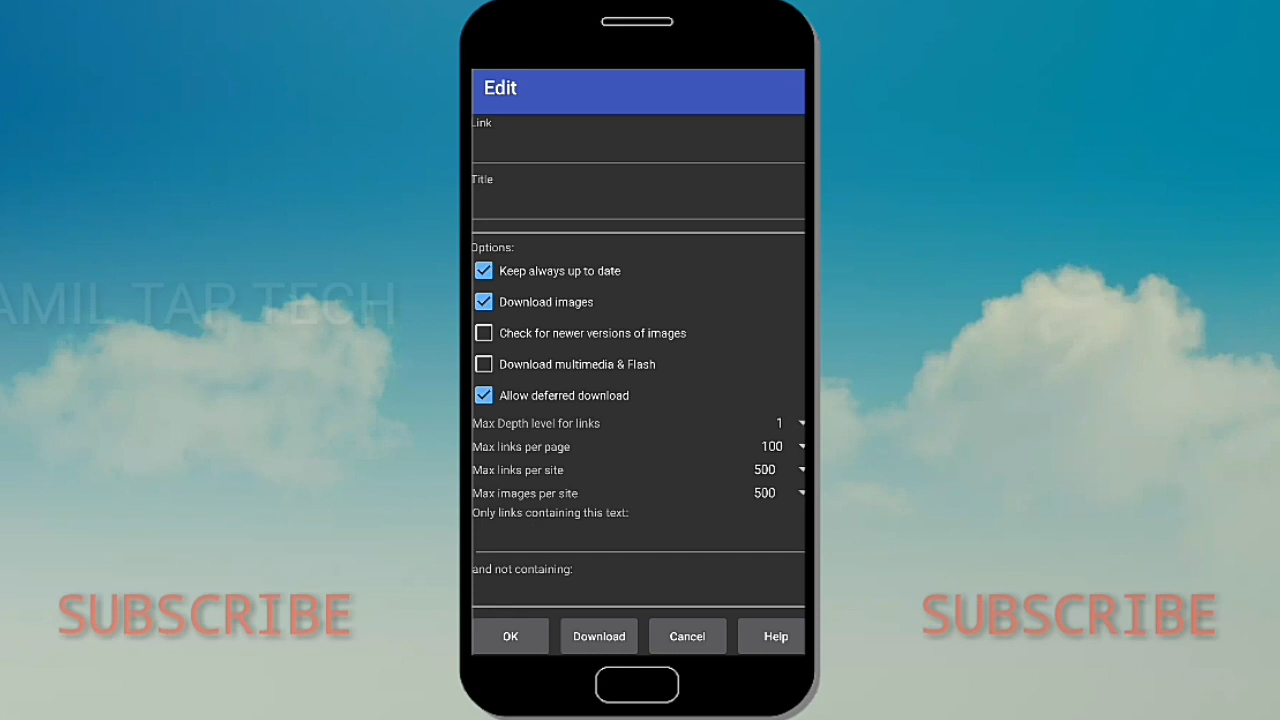 Edit
Link
Title
Options:
Keep always up to date
Download images
Check for newer versions of images
Download multimedia & Flash
Allow deferred download
Max Depth level for links 1
Max links per page 100
Max links per site 500
Max images per site 500
Only links containing this text:
and not containing:
OK Download Cancel Help
AMIL TAP TECH
SUBSCRIBE SUBSCRIBE